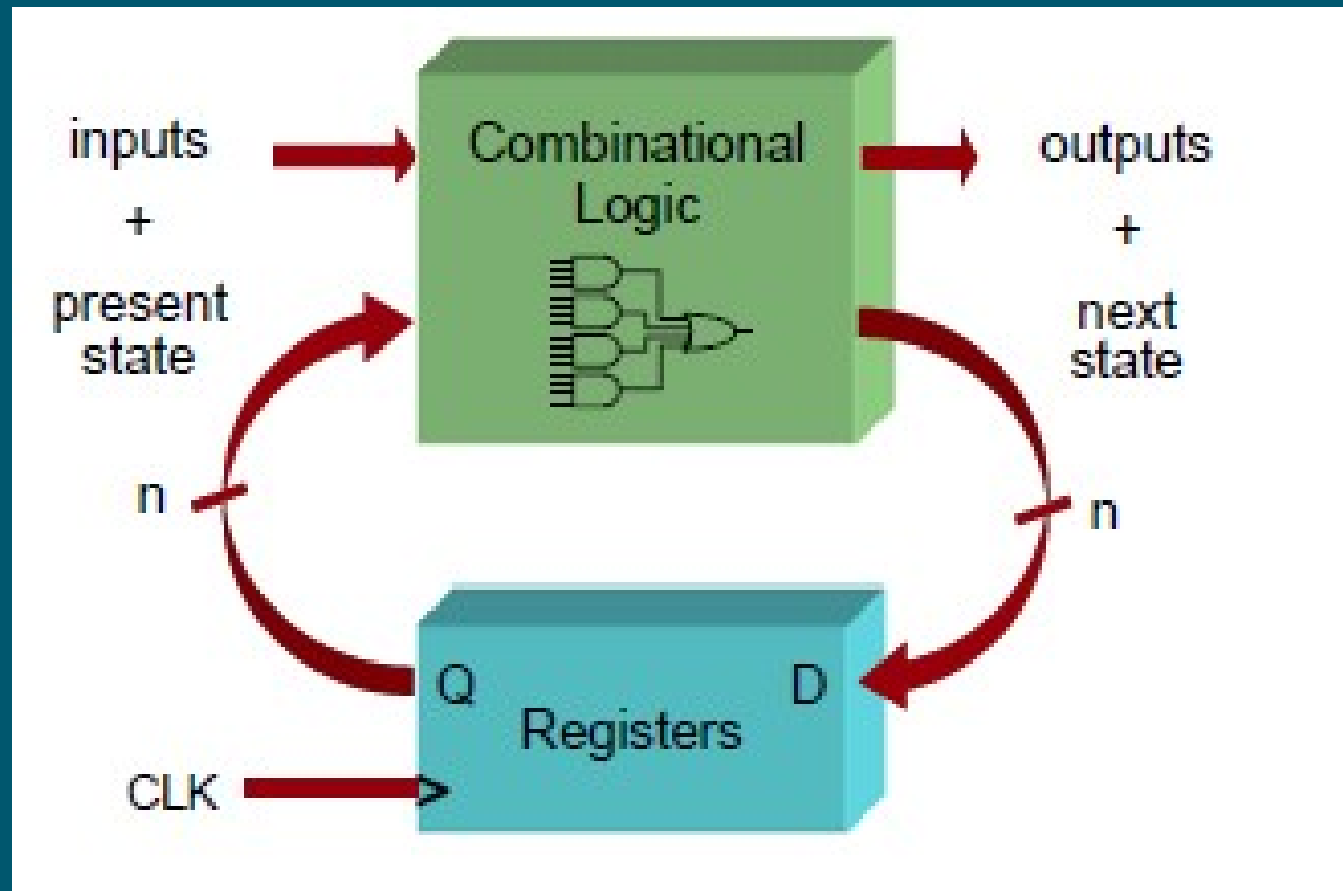 inputs
+
present
state
Combinational
Logic
outputs
+
next
state
n
n
Q
D
Registers
CLK